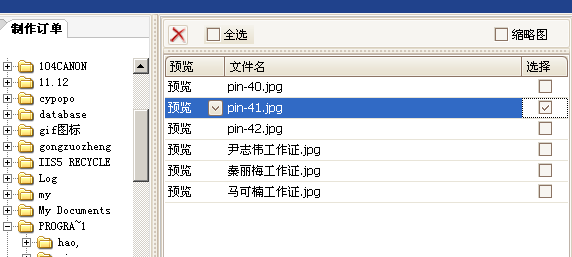 制作订单
104CANON
11.12
cypopo
database
gif图标
gongzuozheng
IIS5 RECYCLE
Log
my
My Documents
PROGRA~1
hao,
全选
缩略图
预览 文件名 选择
预览 pin-40.jpg
预览 pin-41.jpg
预览 pin-42.jpg
预览 尹志伟工作证.jpg
预览 秦丽梅工作证.jpg
预览 马可楠工作证.jpg